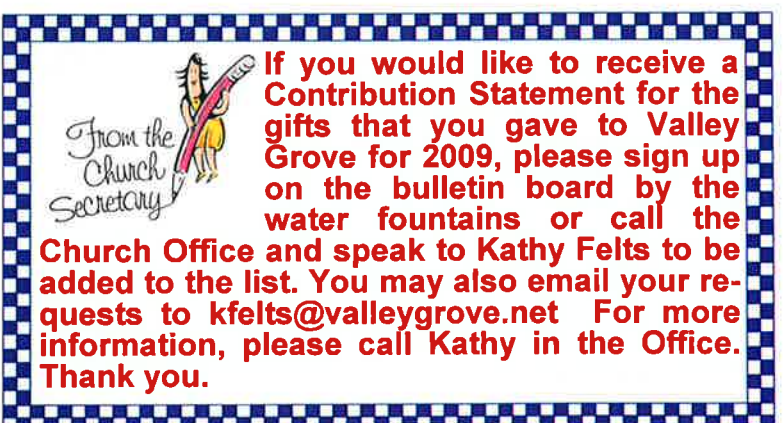 From the
Church
Secretary
If you would like to receive a
Contribution Statement for the
gifts that you gave to Valley
Grove for 2009, please sign up
on the bulletin board by the
water fountains or call the
Church Office and speak to Kathy Felts to be
added to the list. You may also email your re-
quests to kfelts@valleygrove.net For more
information, please call Kathy in the Office.
Thank you.